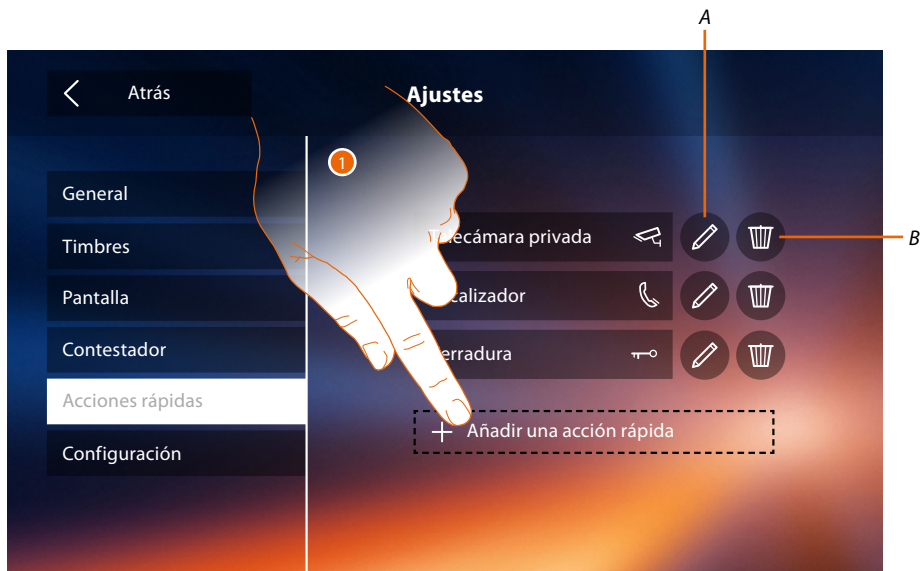 A
Atrás
Ajustes
1
General
Timbres
Pantalla
Contestador
Acciones rápidas
Configuración
ecámara privada
B
calizador
erradura
+ Añadir una acción rápida